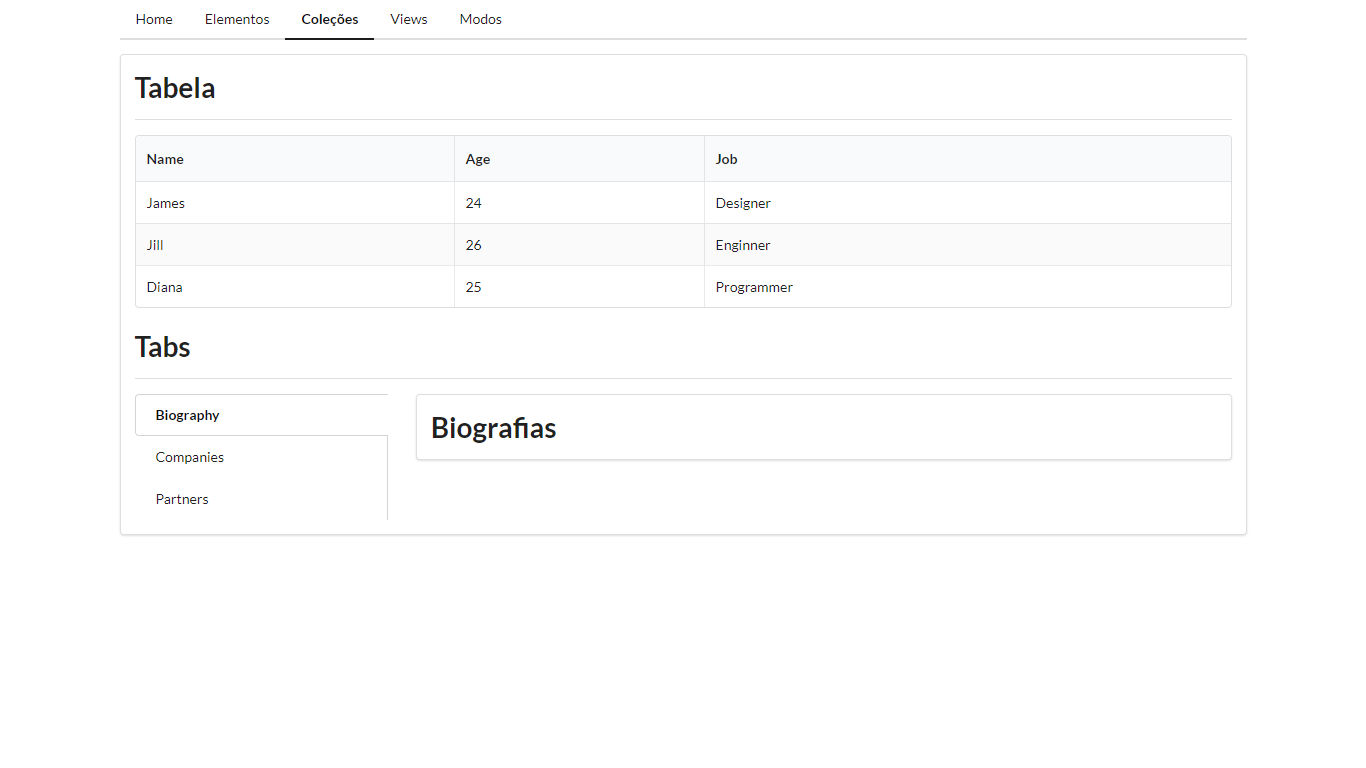 Home Elementos Coleções Views Modos
Tabela
Name Age Job
James 24 Designer
Jill 26 Enginner
Diana 25 Programmer
Tabs
Biography
Biografias
Companies
Partners